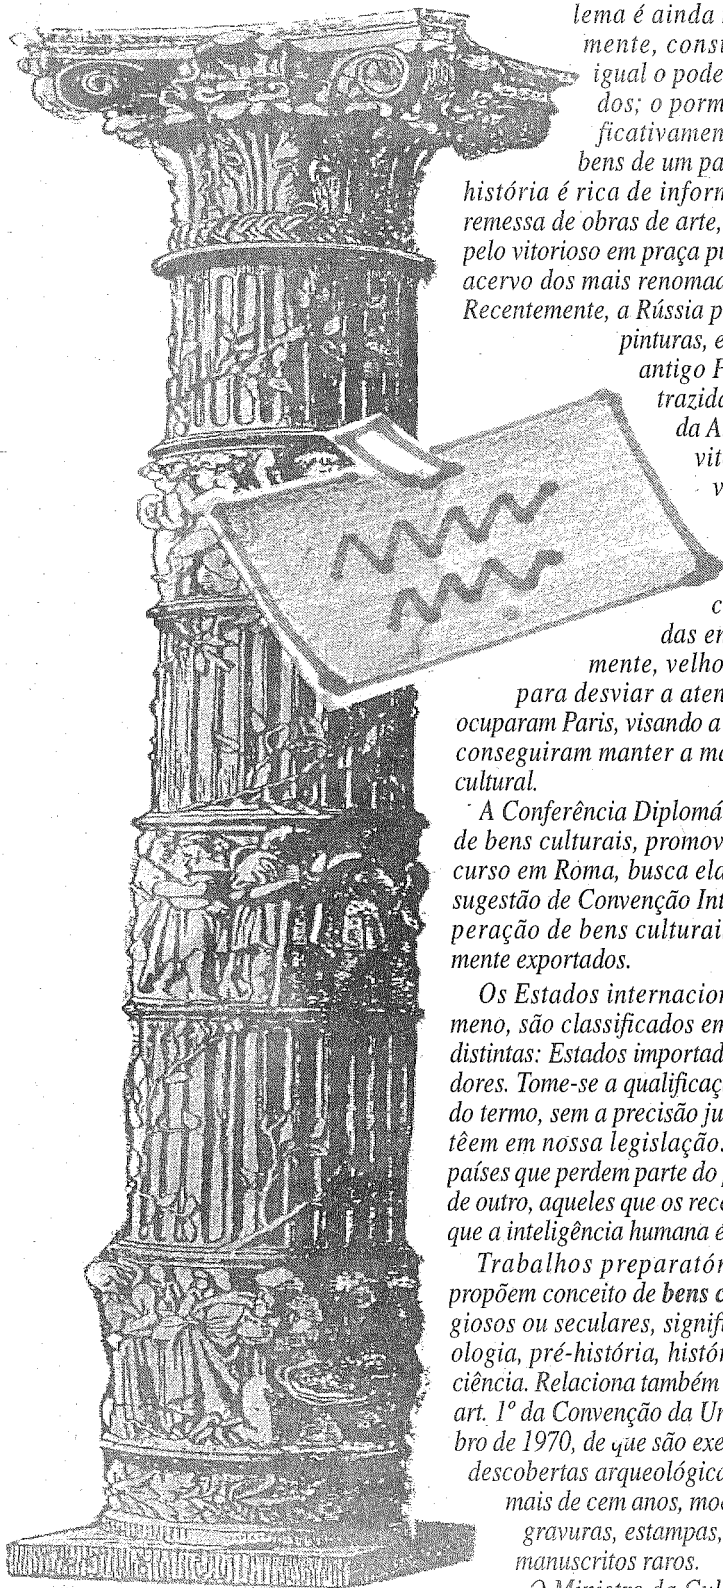 lema é ainda
mente, const
igual o pode
dos; o porm
ficativamen
bens de um pa
história é rica de inform
remessa de obras de arte,
pelo vitorioso em praça pú
acervo dos mais renomad
Recentemente, a Rússia p
pinturas, e
antigo
trazida
da A
vit
v
c
das en
mente, velho
para desviar a aten
ocuparam Paris, visando a
conseguiram manter a ma
cultural.
A Conferência Diplomá
de bens culturais, promov
curso em Roma, busca ela
sugestão de Convenção Int
peração de bens culturai
mente exportados.
Os Estados internacion
meno, são classificados em
distintas: Estados importad
dores. Tome-se a qualificaç
do termo, sem a precisão ju
têem em nossa legislação.
países que perdem parte do
de outro, aqueles que os rec
que a inteligência humana é
Trabalhos preparatór
propõem conceito de bens c
giosos ou seculares, signifi
ologia, pré-história, histór
ciência. Relaciona também
art. 1º da Convenção da Un
bro de 1970, de que são exe
descobertas arqueológica
mais de cem anos, moe
gravuras, estampas,
manuscritos raros.
O Ministro da Cul